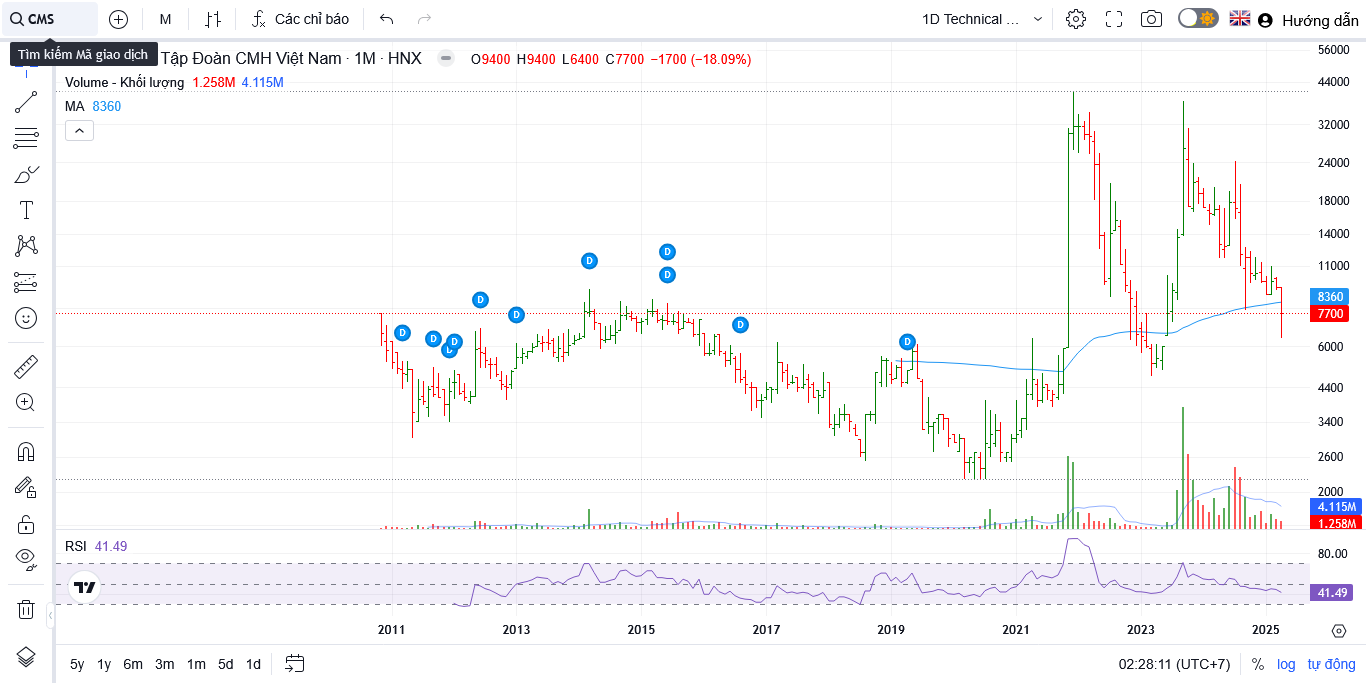 CMS
M
Các chỉ báo
1D Technical ...
Hướng dẫn
Tìm kiếm Mã giao dịch
Tập Đoàn CMH Việt Nam · 1M · HNX
O9400 H9400 L6400 C7700 −1700 (−18.09%)
Volume - Khối lượng 1.258M 4.115M
MA 8360
56000
44000
32000
24000
18000
14000
11000
8360
7700
6000
4400
3400
2600
2000
4.115M
1.258M
D
D
D
D
D
D
D
D
D
D
D
RSI 41.49
80.00
41.49
2011 2013 2015 2017 2019 2021 2023 2025
5y 1y 6m 3m 1m 5d 1d
02:28:11 (UTC+7) % log tự động